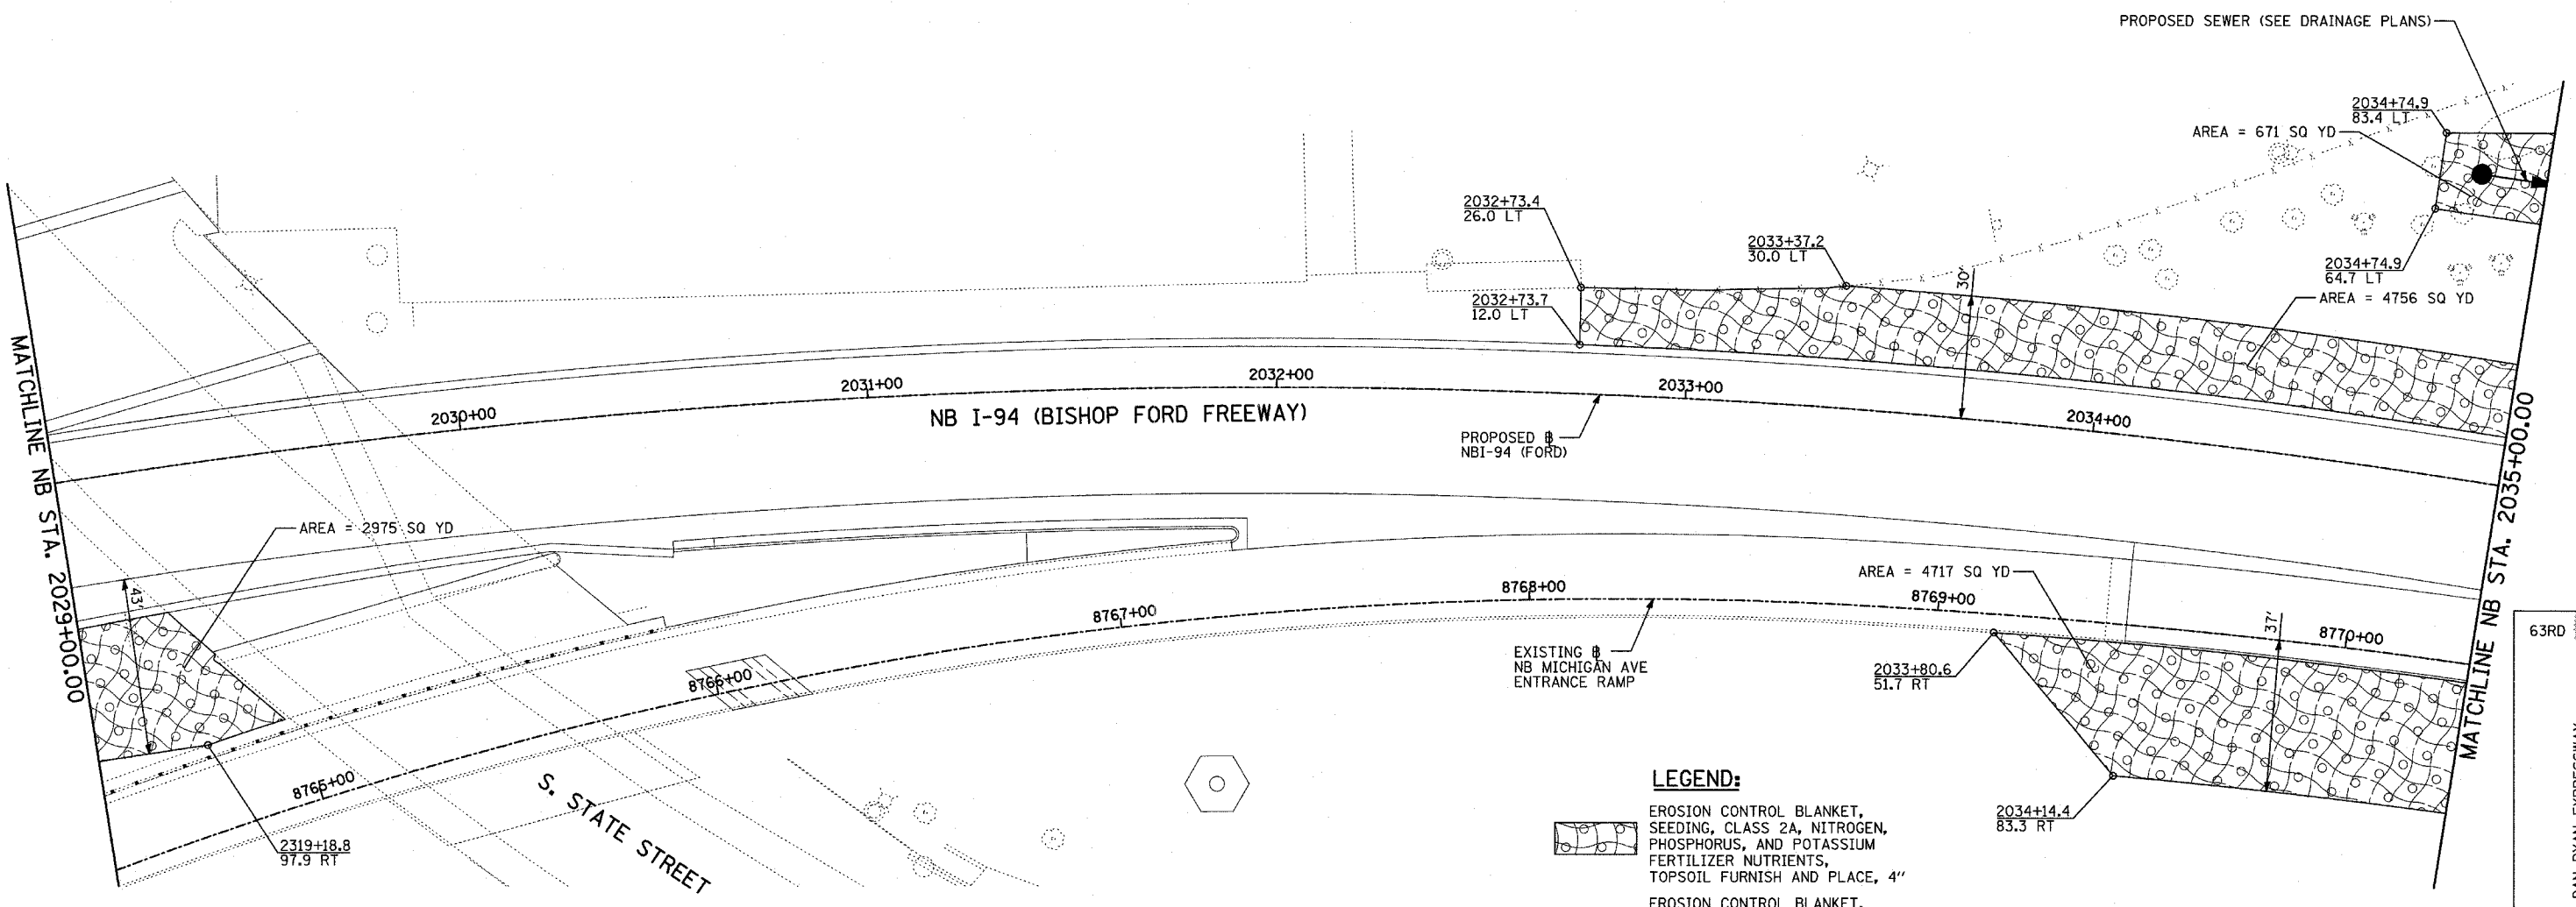 PROPOSED SEWER (SEE DRAINAGE PLANS)
2034+74.9
83.4 LT
AREA = 671 SQ YD
2032+73.4
26.0 LT
2033+37.2
30.0 LT
30'
2034+74.9
64.7 LT
AREA = 4756 SQ YD
2032+73.7
12.0 LT
MATCHLINE NB STA. 2029+00.00
2030+00
2031+00
2032+00
2033+00
2034+00
NB I-94 (BISHOP FORD FREEWAY)
PROPOSED B
NBI-94 (FORD)
MATCHLINE NB STA. 2035+00.00
AREA = 2975 SQ YD
43'
8765+00
8766+00
8767+00
8768+00
8769+00
8770+00
AREA = 4717 SQ YD
EXISTING B
NB MICHIGAN AVE
ENTRANCE RAMP
2033+80.6
51.7 RT
37'
63RD
2319+18.8
97.9 RT
S. STATE STREET
2034+14.4
83.3 RT
LEGEND:
EROSION CONTROL BLANKET,
SEEDING, CLASS 2A, NITROGEN,
PHOSPHORUS, AND POTASSIUM
FERTILIZER NUTRIENTS,
TOPSOIL FURNISH AND PLACE, 4"
EROSION CONTROL BLANKET,
DAN RYAN EXPRESSWAY